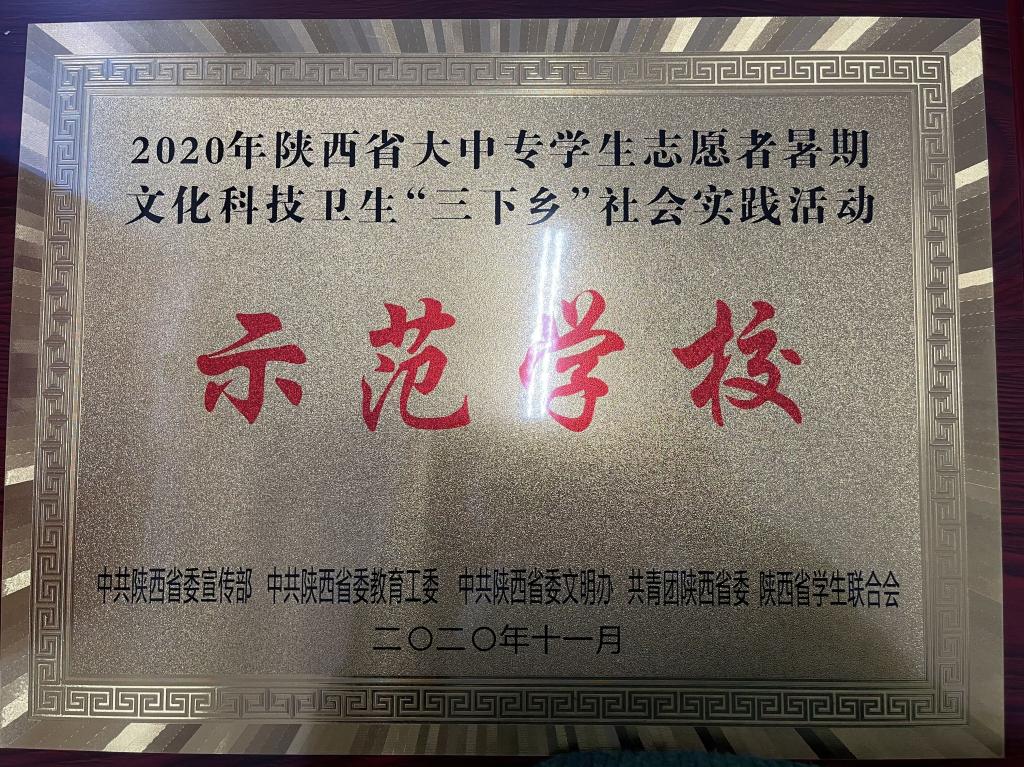 2020年陕西省大中专学生志愿者暑期
文化科技卫生“三下乡”社会实践活动
示范学校
中共陕西省委宣传部 中共陕西省委教育工委 中共陕西省委文明办 共青团陕西省委 陕西省学生联合会
二〇二〇年十一月